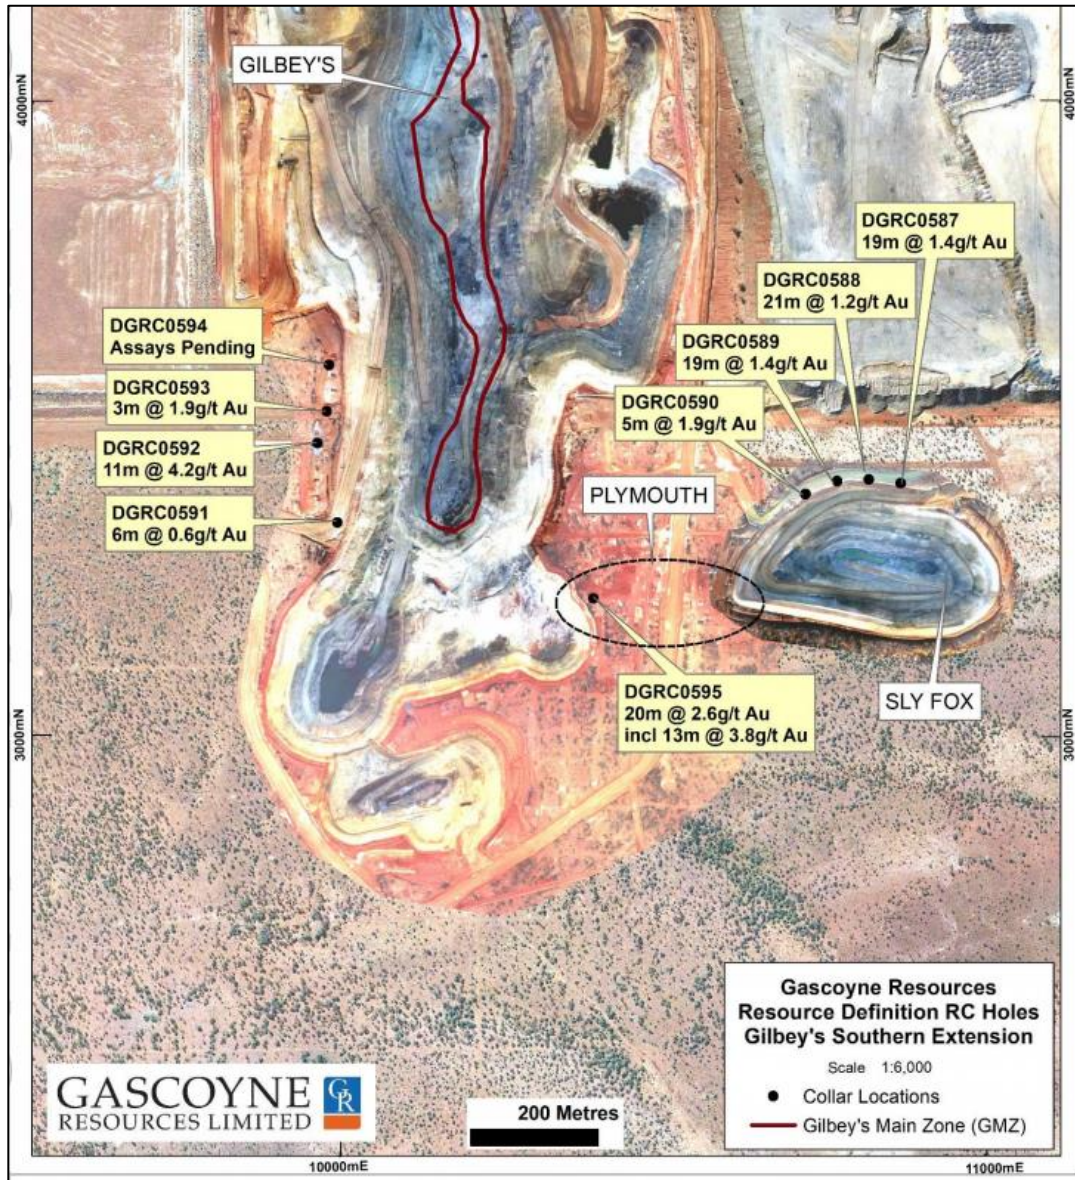 GILBEY'S
4000mN
4000mN
DGRC0587
19m @ 1.4g/t Au
DGRC0588
21m @ 1.2g/t Au
DGRC0589
19m @ 1.4g/t Au
DGRC0590
5m @ 1.9g/t Au
DGRC0594
Assays Pending
DGRC0593
3m @ 1.9g/t Au
DGRC0592
11m @ 4.2g/t Au
DGRC0591
6m @ 0.6g/t Au
PLYMOUTH
DGRC0595
20m @ 2.6g/t Au
incl 13m @ 3.8g/t Au
SLY FOX
3000mN
3000mN
Gascoyne Resources
Resource Definition RC Holes
Gilbey's Southern Extension
Scale 1:6,000
Collar Locations
Gilbey's Main Zone (GMZ)
GASCOYNE
RESOURCES LIMITED
GR
200 Metres
10000mE
11000mE